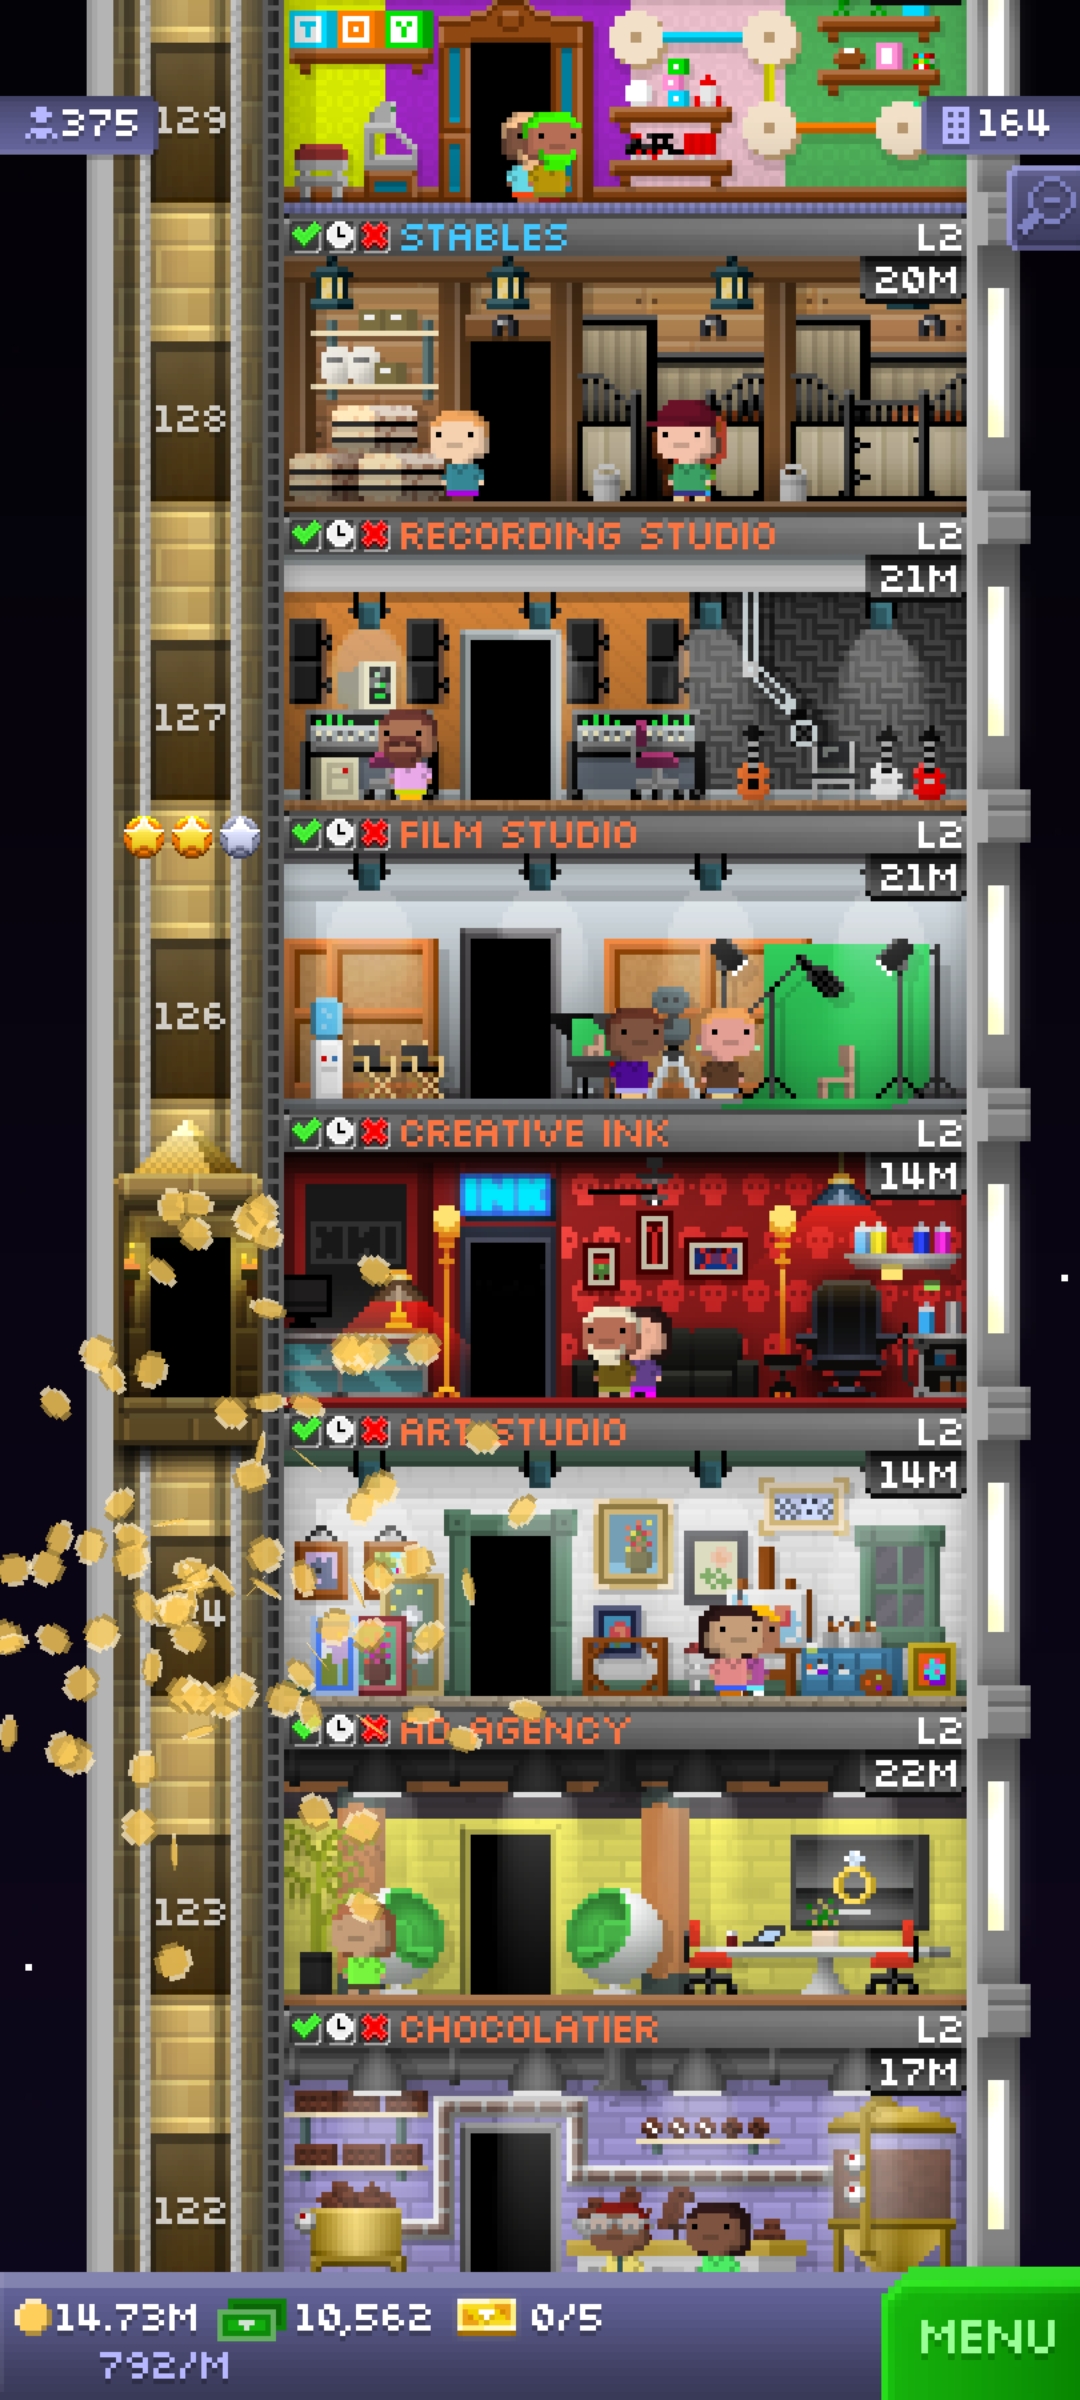 TOY
129
375
164
STABLES L2
20M
128
RECORDING STUDIO L2
21M
127
FILM STUDIO L2
21M
126
CREATIVE INK L2
14M
INK
ART STUDIO L2
14M
4
AD AGENCY L2
22M
123
CHOCOLATIER L2
17M
122
14.73M 10,562 0/5
792/M
MENU